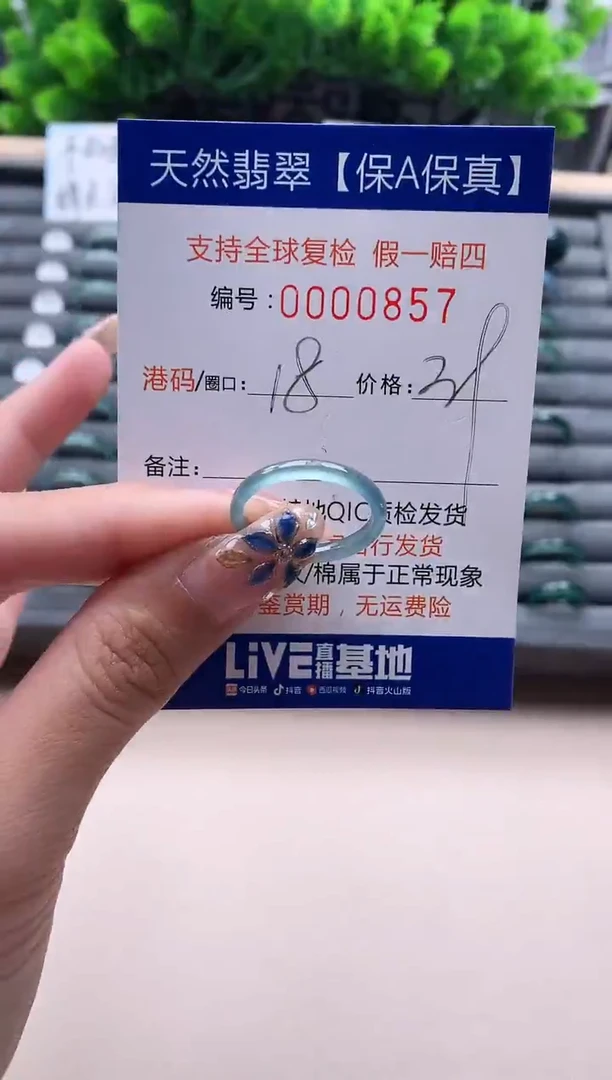 天然翡翠【保A保真】
支持全球复检 假一赔四
编号：0000857
港码/圈口：18 价格：
备注：
地QIC质检发货
行发货
/棉属于正常现象
鉴赏期，无运费险
LiVE直播基地
今日头条 抖音 西瓜视频 抖音火山版